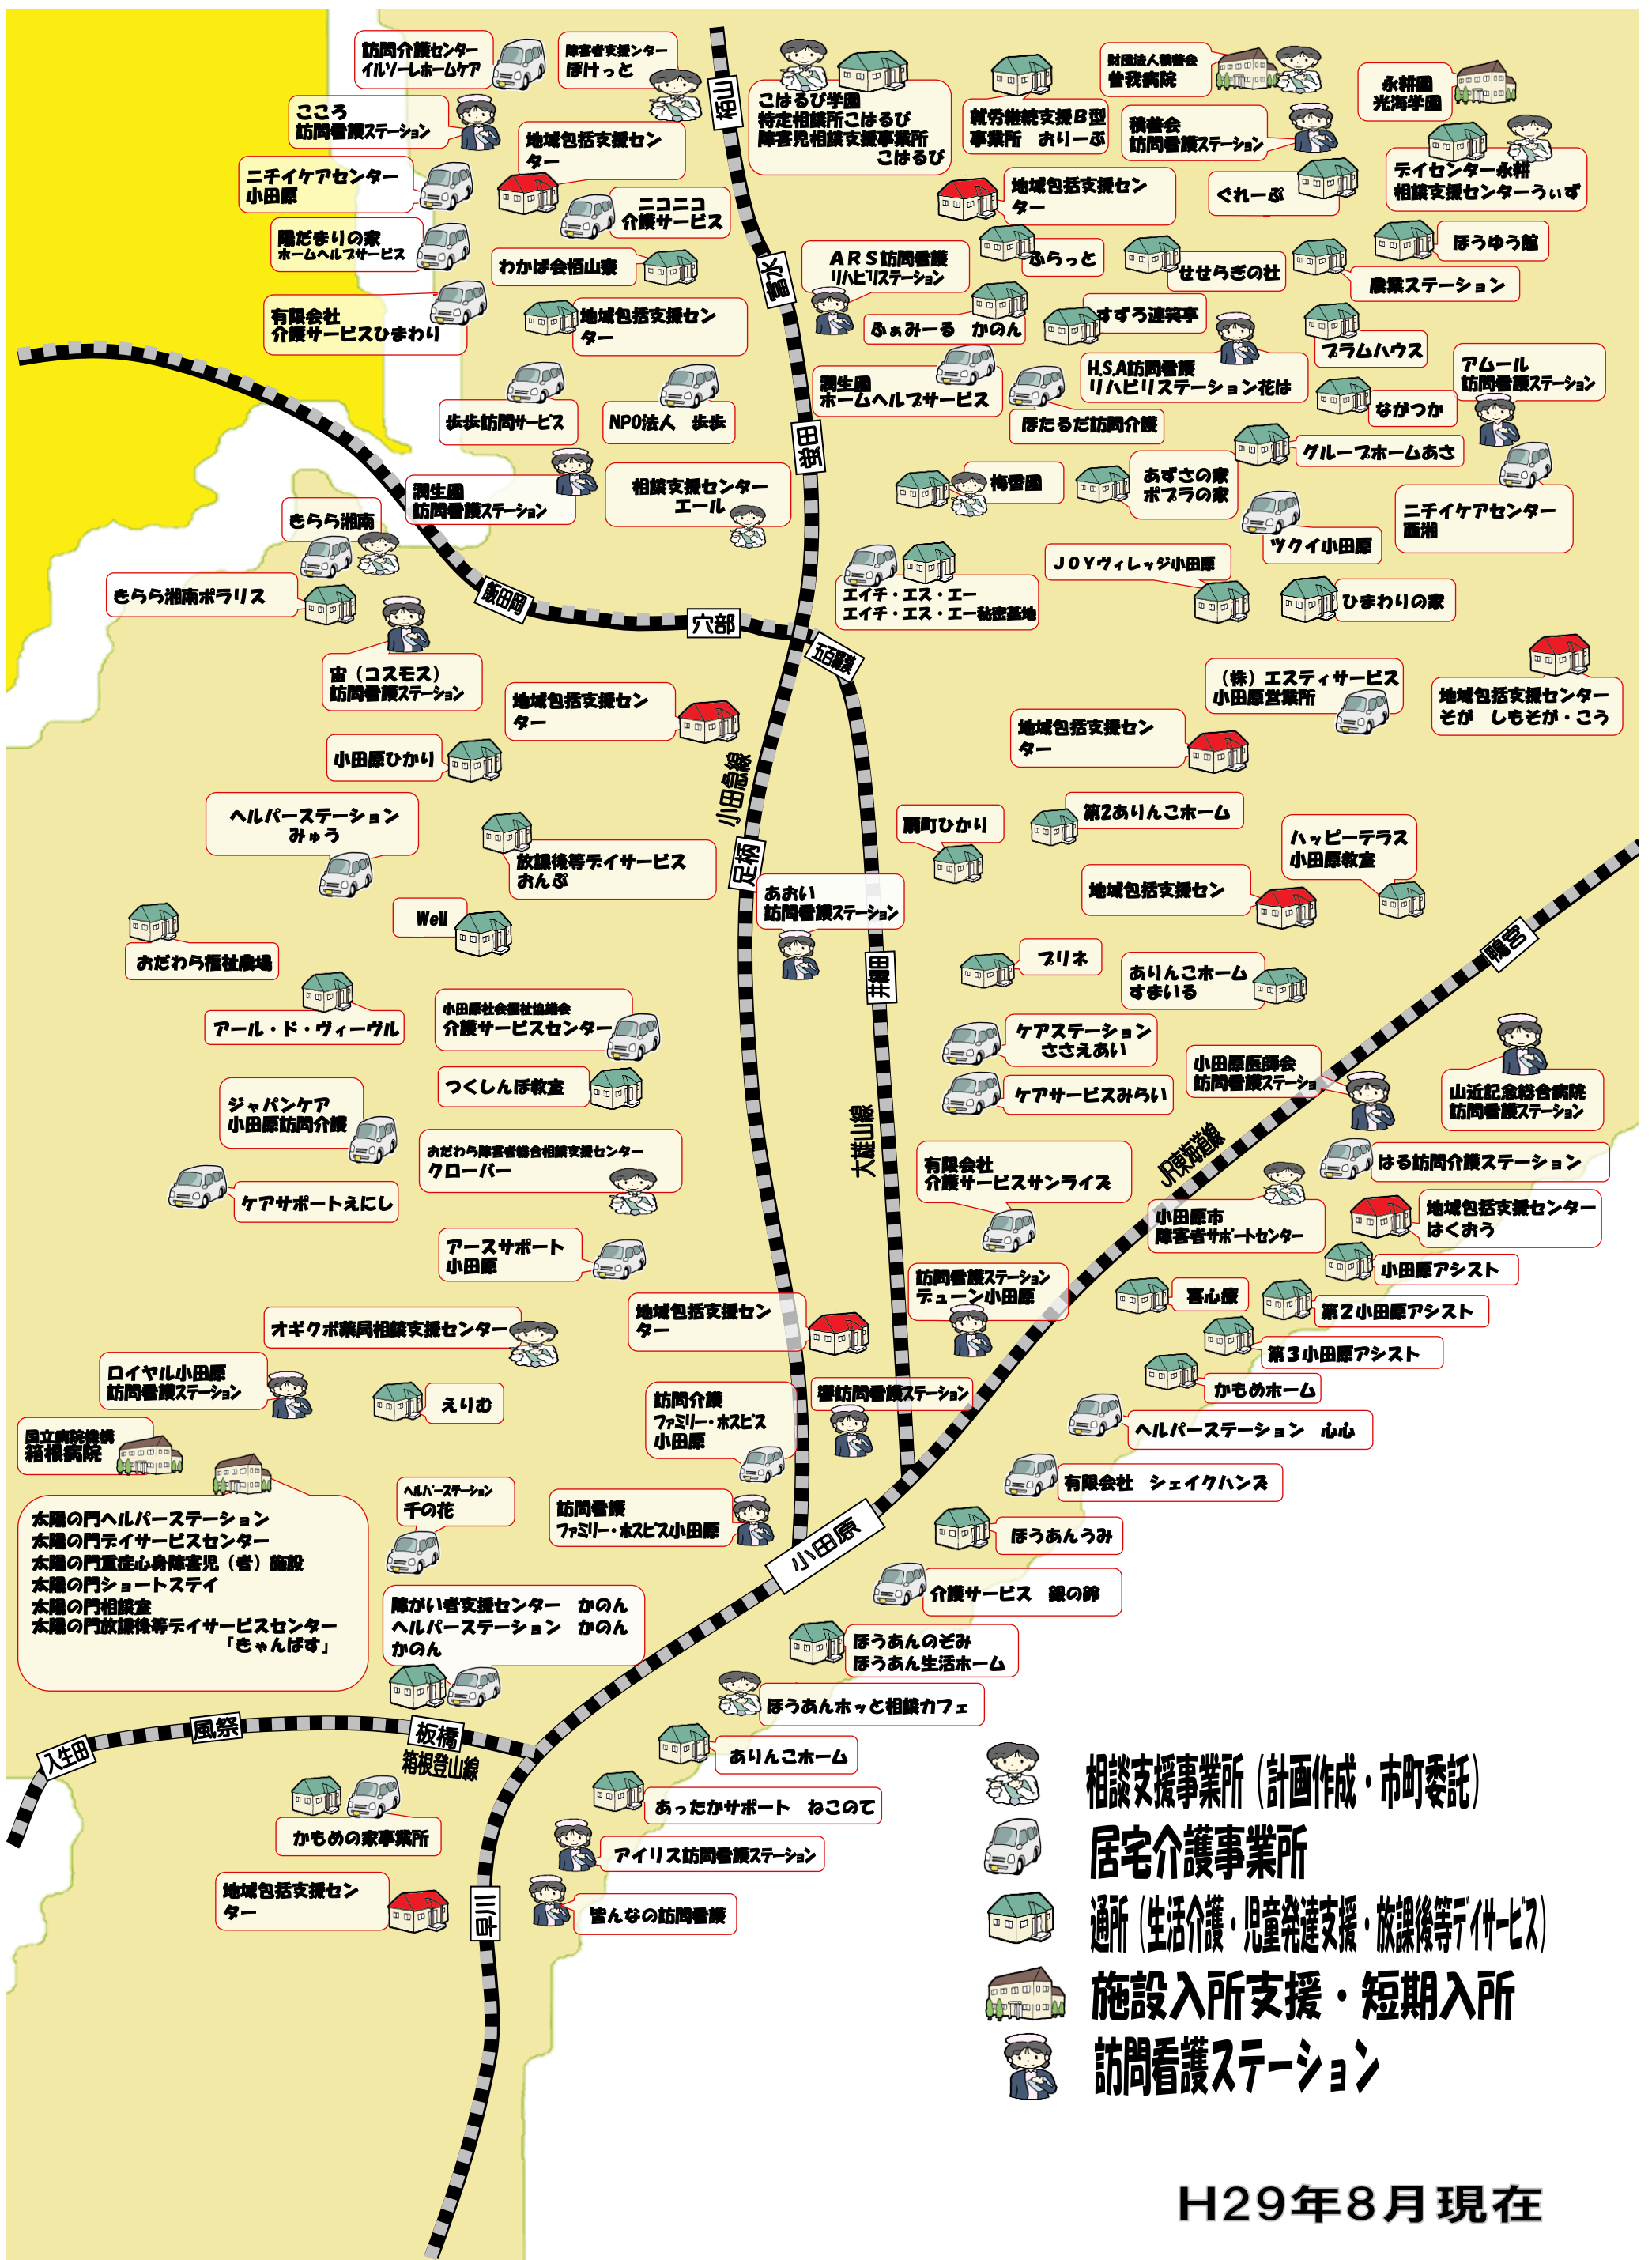 訪問介護センター
イルソーレホームケア
障害者支援ンター
ぽけっと
こころ
訪問看護ステーション
地域包括支援セン
ター
ニチイケアセンター
小田原
ニコニコ
介護サービス
陽だまりの家
ホームヘルプサービス
わかば会栢山寮
有限会社
介護サービスひまわり
地域包括支援セン
ター
歩歩訪問サービス
NPO法人　歩歩
栢山
富水
蛍田
こはるび学園
特定相談所こはるび
障害児相談支援事業所
こはるび
就労継続支援B型
事業所　おりーぶ
財団法人積善会
曽我病院
永耕園
光海学園
積善会
訪問看護ステーション
デイセンター永耕
相談支援センターうぃず
地域包括支援セン
ター
ぐれーぷ
ARS訪問看護
リハビリステーション
ふらっと
せせらぎの杜
ほうゆう館
農業ステーション
ふぁみーる　かのん
すずろ連笑亭
プラムハウス
潤生園
ホームヘルプサービス
H,S,A訪問看護
リハビリステーション花は
アムール
訪問看護ステーション
ほたるだ訪問介護
ながつか
グループホームあさ
潤生園
訪問看護ステーション
相談支援センター
エール
梅香園
あずさの家
ポプラの家
ニチイケアセンター
西湘
ツクイ小田原
きらら湘南
きらら湘南ポラリス
飯田岡
穴部
五百羅漢
エイチ・エス・エー
エイチ・エス・エー秘密基地
JOYヴィレッジ小田原
ひまわりの家
宙（コスモス）
訪問看護ステーション
地域包括支援セン
ター
（株）エスティサービス
小田原営業所
地域包括支援センター
そが　しもそが・こう
地域包括支援セン
ター
小田原ひかり
小田急線
ヘルパーステーション
みゅう
放課後等デイサービス
おんぷ
足柄
扇町ひかり
第2ありんこホーム
ハッピーテラス
小田原教室
地域包括支援セン
あおい
訪問看護ステーション
Well
おだわら福祉農場
井細田
プリネ
ありんこホーム
すまいる
鴨宮
アール・ド・ヴィーヴル
小田原社会福祉協議会
介護サービスセンター
ケアステーション
ささえあい
小田原医師会
訪問看護ステーショ
つくしんぼ教室
ケアサービスみらい
山近記念総合病院
訪問看護ステーション
ジャパンケア
小田原訪問介護
大雄山線
JR東海道線
おだわら障害者総合相談支援センター
クローバー
有限会社
介護サービスサンライズ
はる訪問介護ステーション
ケアサポートえにし
小田原市
障害者サポートセンター
地域包括支援センター
はくおう
アースサポート
小田原
訪問看護ステーション
デューン小田原
小田原アシスト
喜心療
第2小田原アシスト
オギクボ薬局相談支援センター
地域包括支援セン
ター
第3小田原アシスト
ロイヤル小田原
訪問看護ステーション
えりむ
訪問介護
ファミリー・ホスピス
小田原
響訪問看護ステーション
かもめホーム
国立病院機構
箱根病院
ヘルパーステーション　心心
有限会社　シェイクハンズ
ヘルパーステーション
千の花
訪問看護
ファミリー・ホスピス小田原
小田原
ほうあんうみ
太陽の門ヘルパーステーション
太陽の門デイサービスセンター
太陽の門重症心身障害児（者）施設
太陽の門ショートステイ
太陽の門相談室
太陽の門放課後等デイサービスセンター
「きゃんばす」
介護サービス　銀の鈴
障がい者支援センター　かのん
ヘルパーステーション　かのん
かのん
ほうあんのぞみ
ほうあん生活ホーム
ほうあんホッと相談カフェ
入生田
風祭
板橋
箱根登山線
ありんこホーム
あったかサポート　ねこのて
かもめの家事業所
アイリス訪問看護ステーション
地域包括支援セン
ター
早川
皆んなの訪問看護
相談支援事業所（計画作成・市町委託）
居宅介護事業所
通所（生活介護・児童発達支援・放課後等デイサービス）
施設入所支援・短期入所
訪問看護ステーション
H29年8月現在